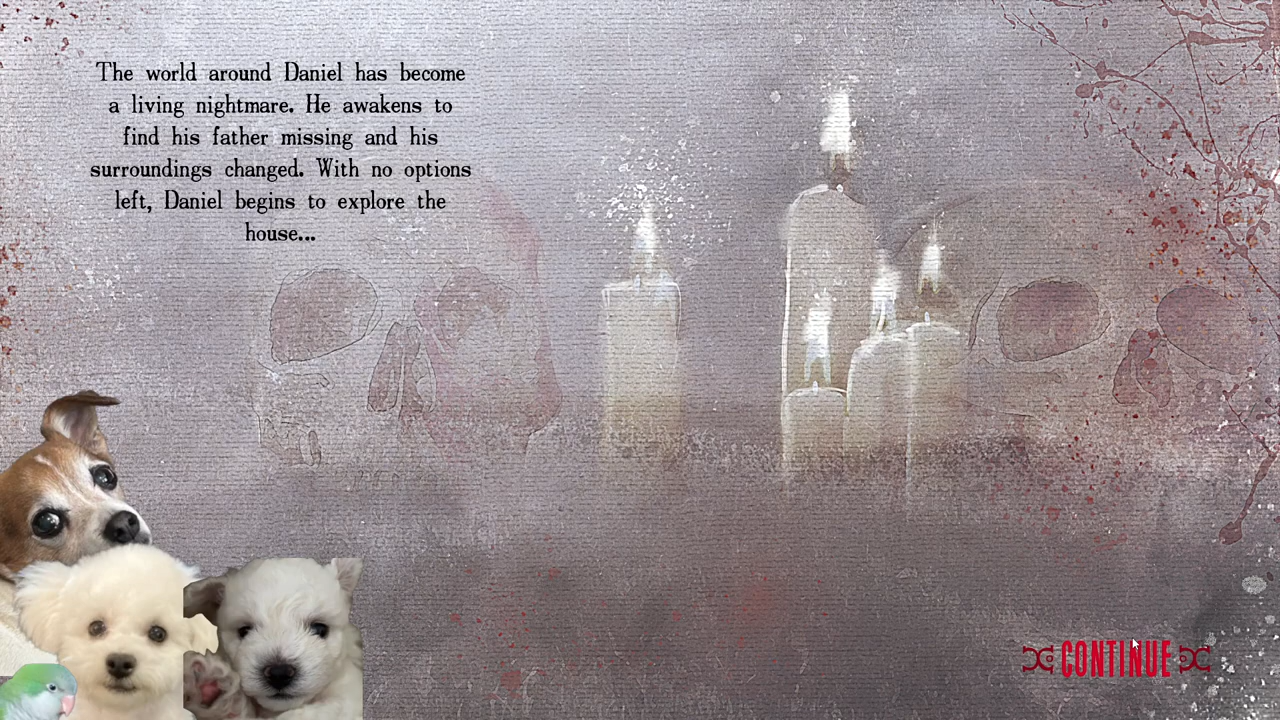 The world around Daniel has become
a living nightmare. He awakens to
find his father missing and his
surroundings changed. With no options
left, Daniel begins to explore the
house...
CONTINUE